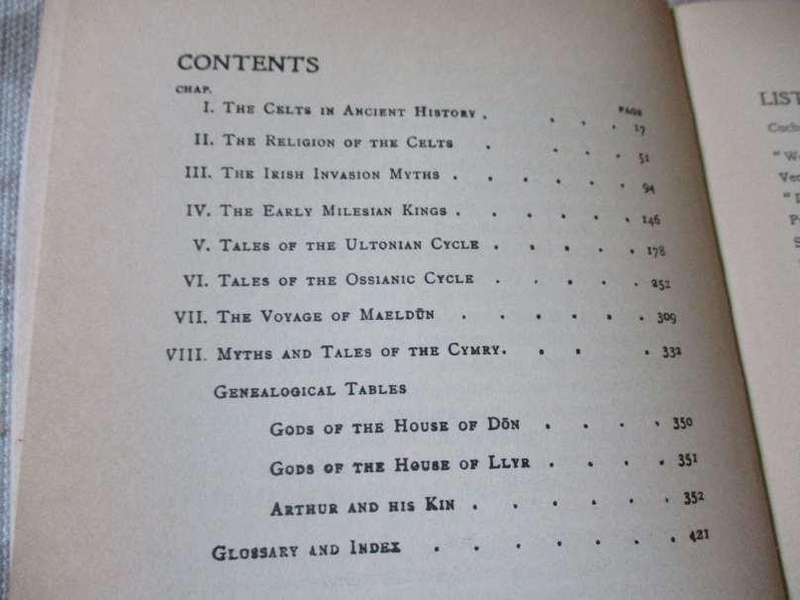 CONTENTS
CHAP. PAGE
I. THE CELTS IN ANCIENT HISTORY . . . . 17
II. THE RELIGION OF THE CELTS . . . . 51
III. THE IRISH INVASION MYTHS . . . . . . 94
IV. THE EARLY MILESIAN KINGS . . . . . . 146
V. TALES OF THE ULTONIAN CYCLE . . . . . 178
VI. TALES OF THE OSSIANIC CYCLE . . . . . 252
VII. THE VOYAGE OF MAELDŪN . . . . . . 309
VIII. MYTHS AND TALES OF THE CYMRY. . . . 332
GENEALOGICAL TABLES
GODS OF THE HOUSE OF DŌN . . . . 350
GODS OF THE HOUSE OF LLYR . . . . 351
ARTHUR AND HIS KIN . . . . . . 352
GLOSSARY AND INDEX . . . . . . . 421
LIST